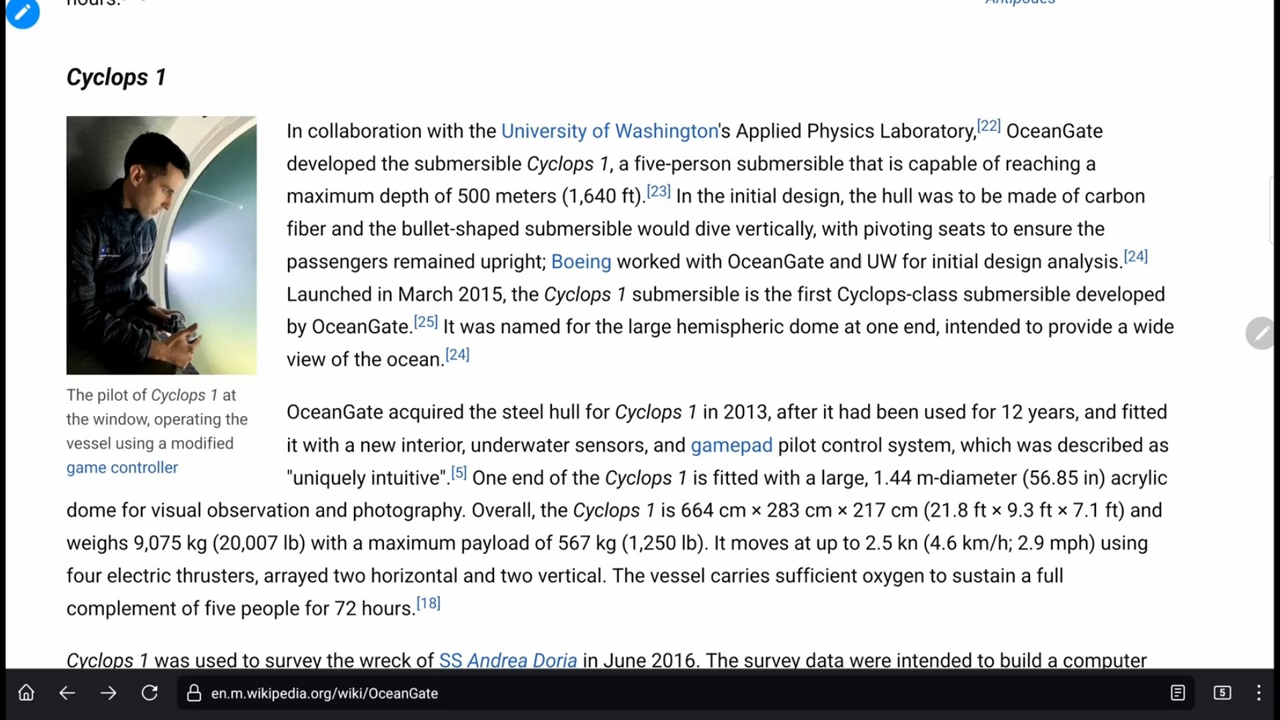 hours.
Antipodes
Cyclops 1
In collaboration with the University of Washington's Applied Physics Laboratory,[22] OceanGate
developed the submersible Cyclops 1, a five-person submersible that is capable of reaching a
maximum depth of 500 meters (1,640 ft).[23] In the initial design, the hull was to be made of carbon
fiber and the bullet-shaped submersible would dive vertically, with pivoting seats to ensure the
passengers remained upright; Boeing worked with OceanGate and UW for initial design analysis.[24]
Launched in March 2015, the Cyclops 1 submersible is the first Cyclops-class submersible developed
by OceanGate.[25] It was named for the large hemispheric dome at one end, intended to provide a wide
view of the ocean.[24]
The pilot of Cyclops 1 at
the window, operating the
vessel using a modified
game controller
OceanGate acquired the steel hull for Cyclops 1 in 2013, after it had been used for 12 years, and fitted
it with a new interior, underwater sensors, and gamepad pilot control system, which was described as
"uniquely intuitive".[5] One end of the Cyclops 1 is fitted with a large, 1.44 m-diameter (56.85 in) acrylic
dome for visual observation and photography. Overall, the Cyclops 1 is 664 cm × 283 cm × 217 cm (21.8 ft × 9.3 ft × 7.1 ft) and
weighs 9,075 kg (20,007 lb) with a maximum payload of 567 kg (1,250 lb). It moves at up to 2.5 kn (4.6 km/h; 2.9 mph) using
four electric thrusters, arrayed two horizontal and two vertical. The vessel carries sufficient oxygen to sustain a full
complement of five people for 72 hours.[18]
Cyclops 1 was used to survey the wreck of SS Andrea Doria in June 2016. The survey data were intended to build a computer
en.m.wikipedia.org/wiki/OceanGate
5